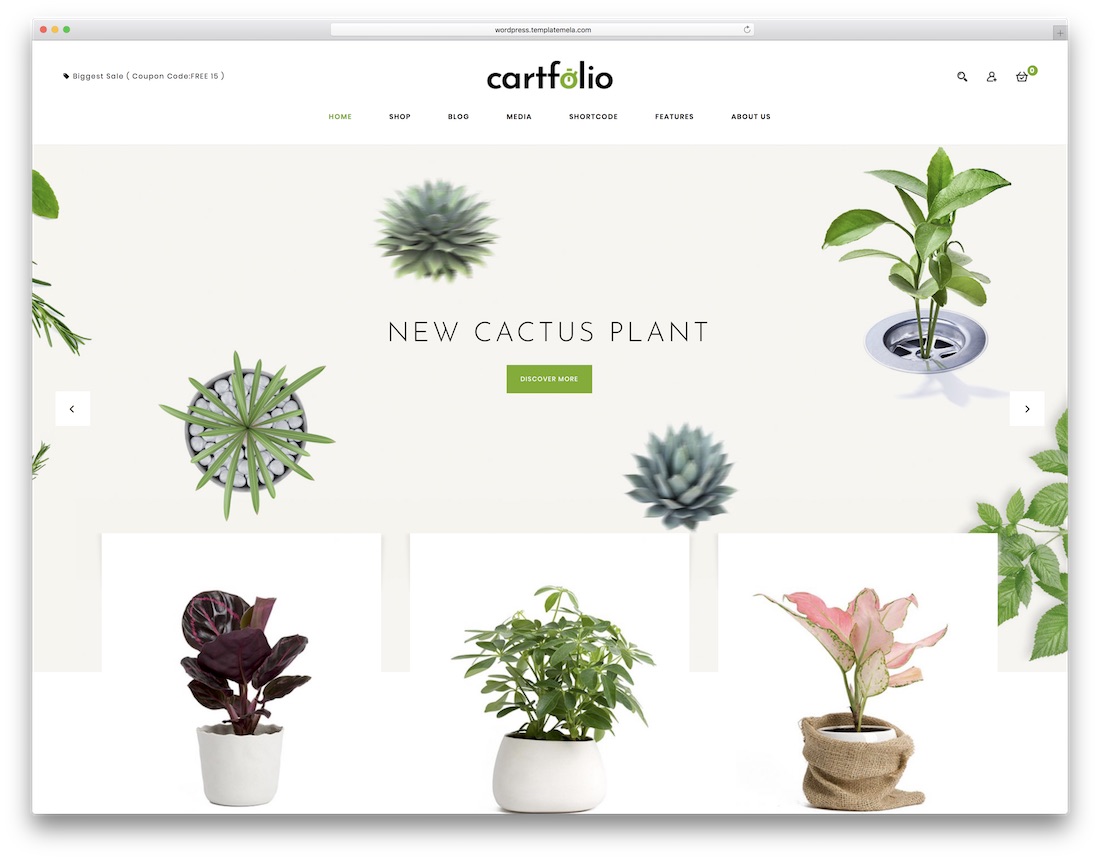 wordpress.templatemela.com
Biggest Sale ( Coupon Code:FREE 15 )
cartfolio
0
HOME SHOP BLOG MEDIA SHORTCODE FEATURES ABOUT US
NEW CACTUS PLANT
DISCOVER MORE